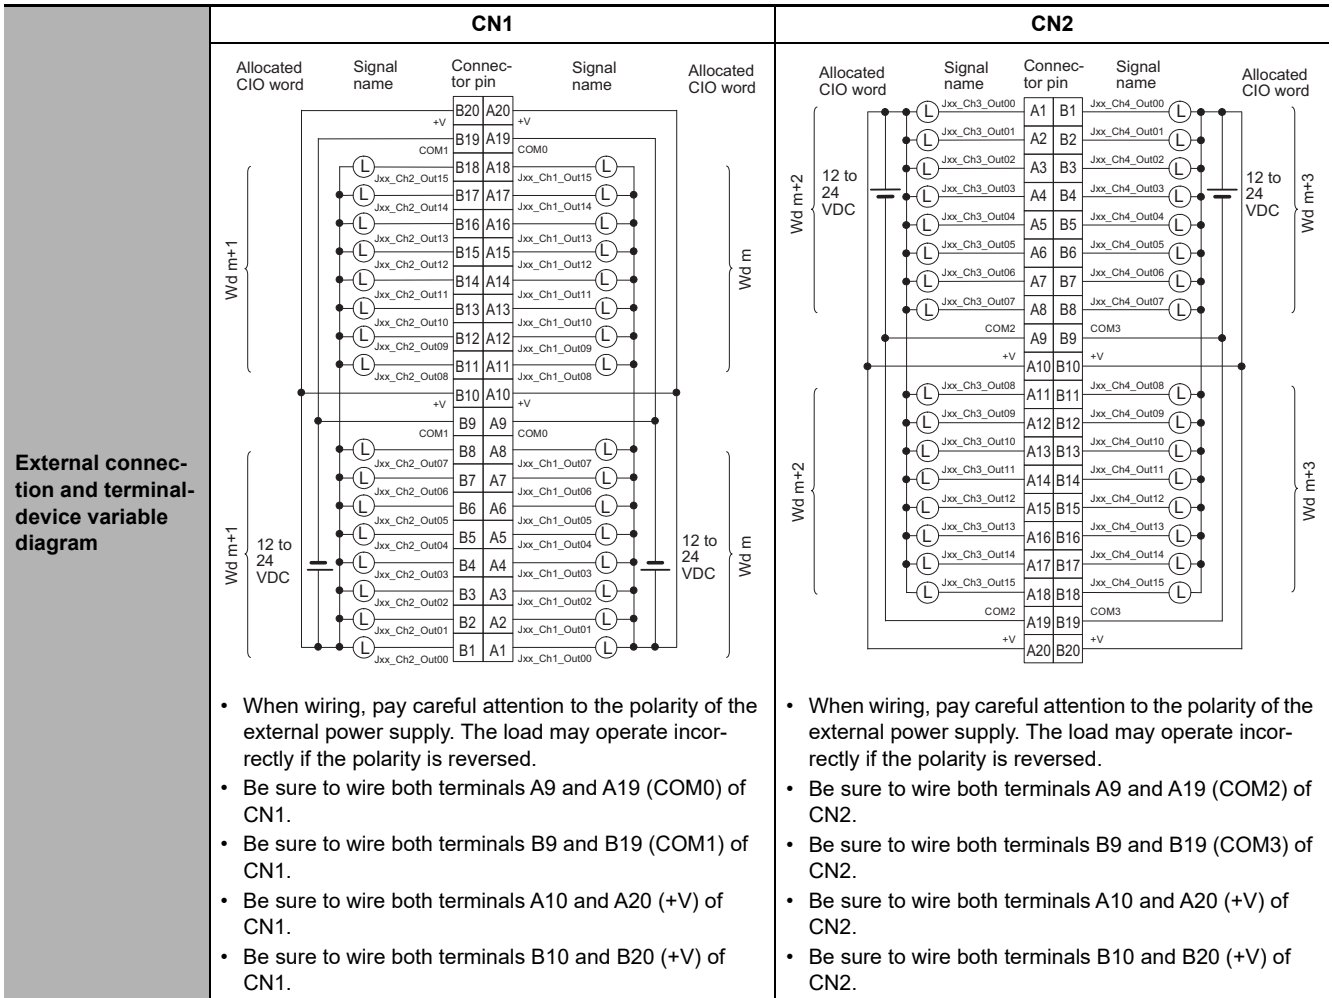 CN1
CN2
External connec-
tion and terminal-
device variable
diagram
Allocated
CIO word
Signal
name
Connec-
tor pin
Signal
name
Allocated
CIO word
+V B20 A20 +V
COM1 B19 A19 COM0
L Jxx_Ch2_Out15 B18 A18 Jxx_Ch1_Out15 L
L Jxx_Ch2_Out14 B17 A17 Jxx_Ch1_Out14 L
L Jxx_Ch2_Out13 B16 A16 Jxx_Ch1_Out13 L
L Jxx_Ch2_Out12 B15 A15 Jxx_Ch1_Out12 L
L Jxx_Ch2_Out11 B14 A14 Jxx_Ch1_Out11 L
L Jxx_Ch2_Out10 B13 A13 Jxx_Ch1_Out10 L
L Jxx_Ch2_Out09 B12 A12 Jxx_Ch1_Out09 L
L Jxx_Ch2_Out08 B11 A11 Jxx_Ch1_Out08 L
Wd m+1
Wd m
+V B10 A10 +V
COM1 B9 A9 COM0
L Jxx_Ch2_Out07 B8 A8 Jxx_Ch1_Out07 L
L Jxx_Ch2_Out06 B7 A7 Jxx_Ch1_Out06 L
L Jxx_Ch2_Out05 B6 A6 Jxx_Ch1_Out05 L
L Jxx_Ch2_Out04 B5 A5 Jxx_Ch1_Out04 L
L Jxx_Ch2_Out03 B4 A4 Jxx_Ch1_Out03 L
L Jxx_Ch2_Out02 B3 A3 Jxx_Ch1_Out02 L
L Jxx_Ch2_Out01 B2 A2 Jxx_Ch1_Out01 L
L Jxx_Ch2_Out00 B1 A1 Jxx_Ch1_Out00 L
Wd m+1
12 to
24
VDC
12 to
24
VDC
Wd m
• When wiring, pay careful attention to the polarity of the
external power supply. The load may operate incor-
rectly if the polarity is reversed.
• Be sure to wire both terminals A9 and A19 (COM0) of
CN1.
• Be sure to wire both terminals B9 and B19 (COM1) of
CN1.
• Be sure to wire both terminals A10 and A20 (+V) of
CN1.
• Be sure to wire both terminals B10 and B20 (+V) of
CN1.
Allocated
CIO word
Signal
name
Connec-
tor pin
Signal
name
Allocated
CIO word
L Jxx_Ch3_Out00 A1 B1 Jxx_Ch4_Out00 L
L Jxx_Ch3_Out01 A2 B2 Jxx_Ch4_Out01 L
L Jxx_Ch3_Out02 A3 B3 Jxx_Ch4_Out02 L
L Jxx_Ch3_Out03 A4 B4 Jxx_Ch4_Out03 L
L Jxx_Ch3_Out04 A5 B5 Jxx_Ch4_Out04 L
L Jxx_Ch3_Out05 A6 B6 Jxx_Ch4_Out05 L
L Jxx_Ch3_Out06 A7 B7 Jxx_Ch4_Out06 L
L Jxx_Ch3_Out07 A8 B8 Jxx_Ch4_Out07 L
Wd m+2
12 to
24
VDC
12 to
24
VDC
Wd m+3
COM2 A9 B9 COM3
+V A10 B10 +V
L Jxx_Ch3_Out08 A11 B11 Jxx_Ch4_Out08 L
L Jxx_Ch3_Out09 A12 B12 Jxx_Ch4_Out09 L
L Jxx_Ch3_Out10 A13 B13 Jxx_Ch4_Out10 L
L Jxx_Ch3_Out11 A14 B14 Jxx_Ch4_Out11 L
L Jxx_Ch3_Out12 A15 B15 Jxx_Ch4_Out12 L
L Jxx_Ch3_Out13 A16 B16 Jxx_Ch4_Out13 L
L Jxx_Ch3_Out14 A17 B17 Jxx_Ch4_Out14 L
L Jxx_Ch3_Out15 A18 B18 Jxx_Ch4_Out15 L
Wd m+2
Wd m+3
COM2 A19 B19 COM3
+V A20 B20 +V
• When wiring, pay careful attention to the polarity of the
external power supply. The load may operate incor-
rectly if the polarity is reversed.
• Be sure to wire both terminals A9 and A19 (COM2) of
CN2.
• Be sure to wire both terminals B9 and B19 (COM3) of
CN2.
• Be sure to wire both terminals A10 and A20 (+V) of
CN2.
• Be sure to wire both terminals B10 and B20 (+V) of
CN2.